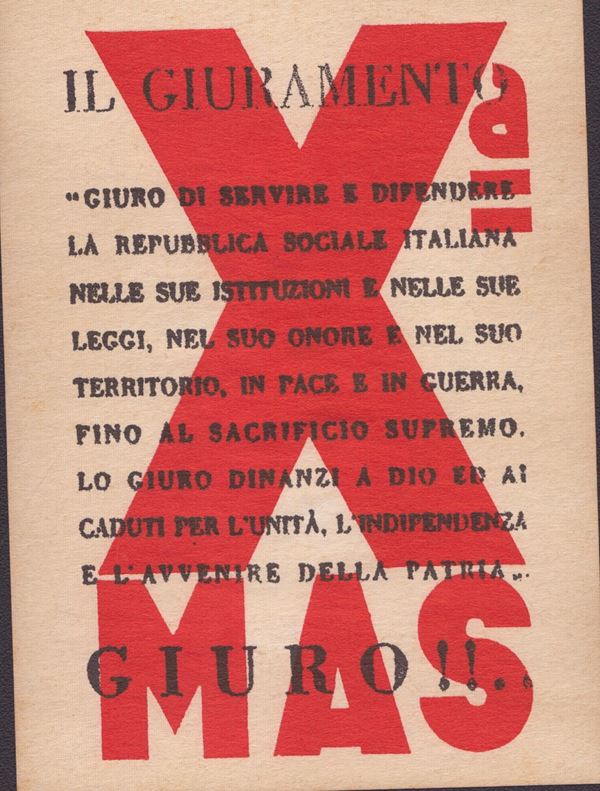 IL GIURAMENTO
Xª
"GIURO DI SERVIRE E DIFENDERE
LA REPUBBLICA SOCIALE ITALIANA
NELLE SUE ISTITUZIONI E NELLE SUE
LEGGI, NEL SUO ONORE E NEL SUO
TERRITORIO, IN PACE E IN GUERRA,
FINO AL SACRIFICIO SUPREMO.
LO GIURO DINANZI A DIO ED AI
CADUTI PER L'UNITÀ, L'INDIPENDENZA
E L'AVVENIRE DELLA PATRIA„.
MAS
GIURO!!..